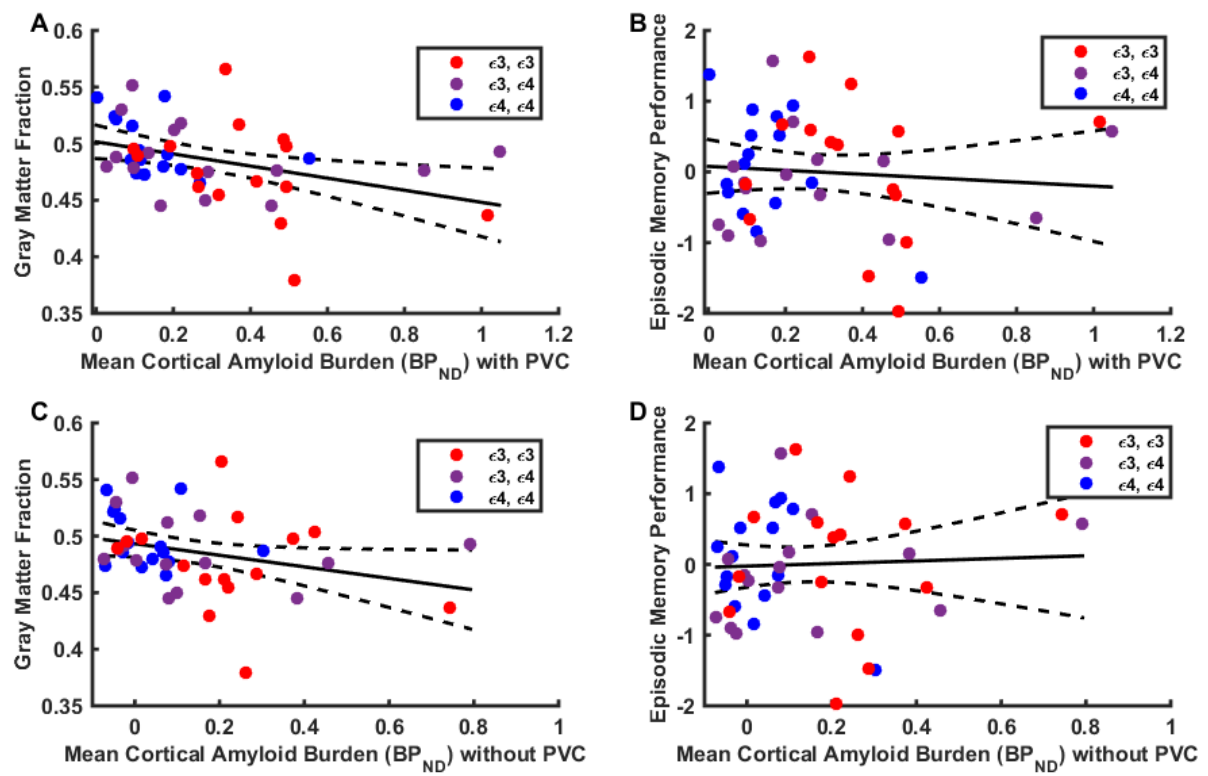 A
0.6
0.55
0.5
0.45
0.4
0.35
Gray Matter Fraction
ϵ3, ϵ3
ϵ3, ϵ4
ϵ4, ϵ4
0 0.2 0.4 0.6 0.8 1 1.2
Mean Cortical Amyloid Burden (BP_ND) with PVC
B
2
1
0
-1
-2
Episodic Memory Performance
ϵ3, ϵ3
ϵ3, ϵ4
ϵ4, ϵ4
0 0.2 0.4 0.6 0.8 1 1.2
Mean Cortical Amyloid Burden (BP_ND) with PVC
C
0.6
0.55
0.5
0.45
0.4
0.35
Gray Matter Fraction
ϵ3, ϵ3
ϵ3, ϵ4
ϵ4, ϵ4
0 0.2 0.4 0.6 0.8 1
Mean Cortical Amyloid Burden (BP_ND) without PVC
D
2
1
0
-1
-2
Episodic Memory Performance
ϵ3, ϵ3
ϵ3, ϵ4
ϵ4, ϵ4
0 0.2 0.4 0.6 0.8 1
Mean Cortical Amyloid Burden (BP_ND) without PVC